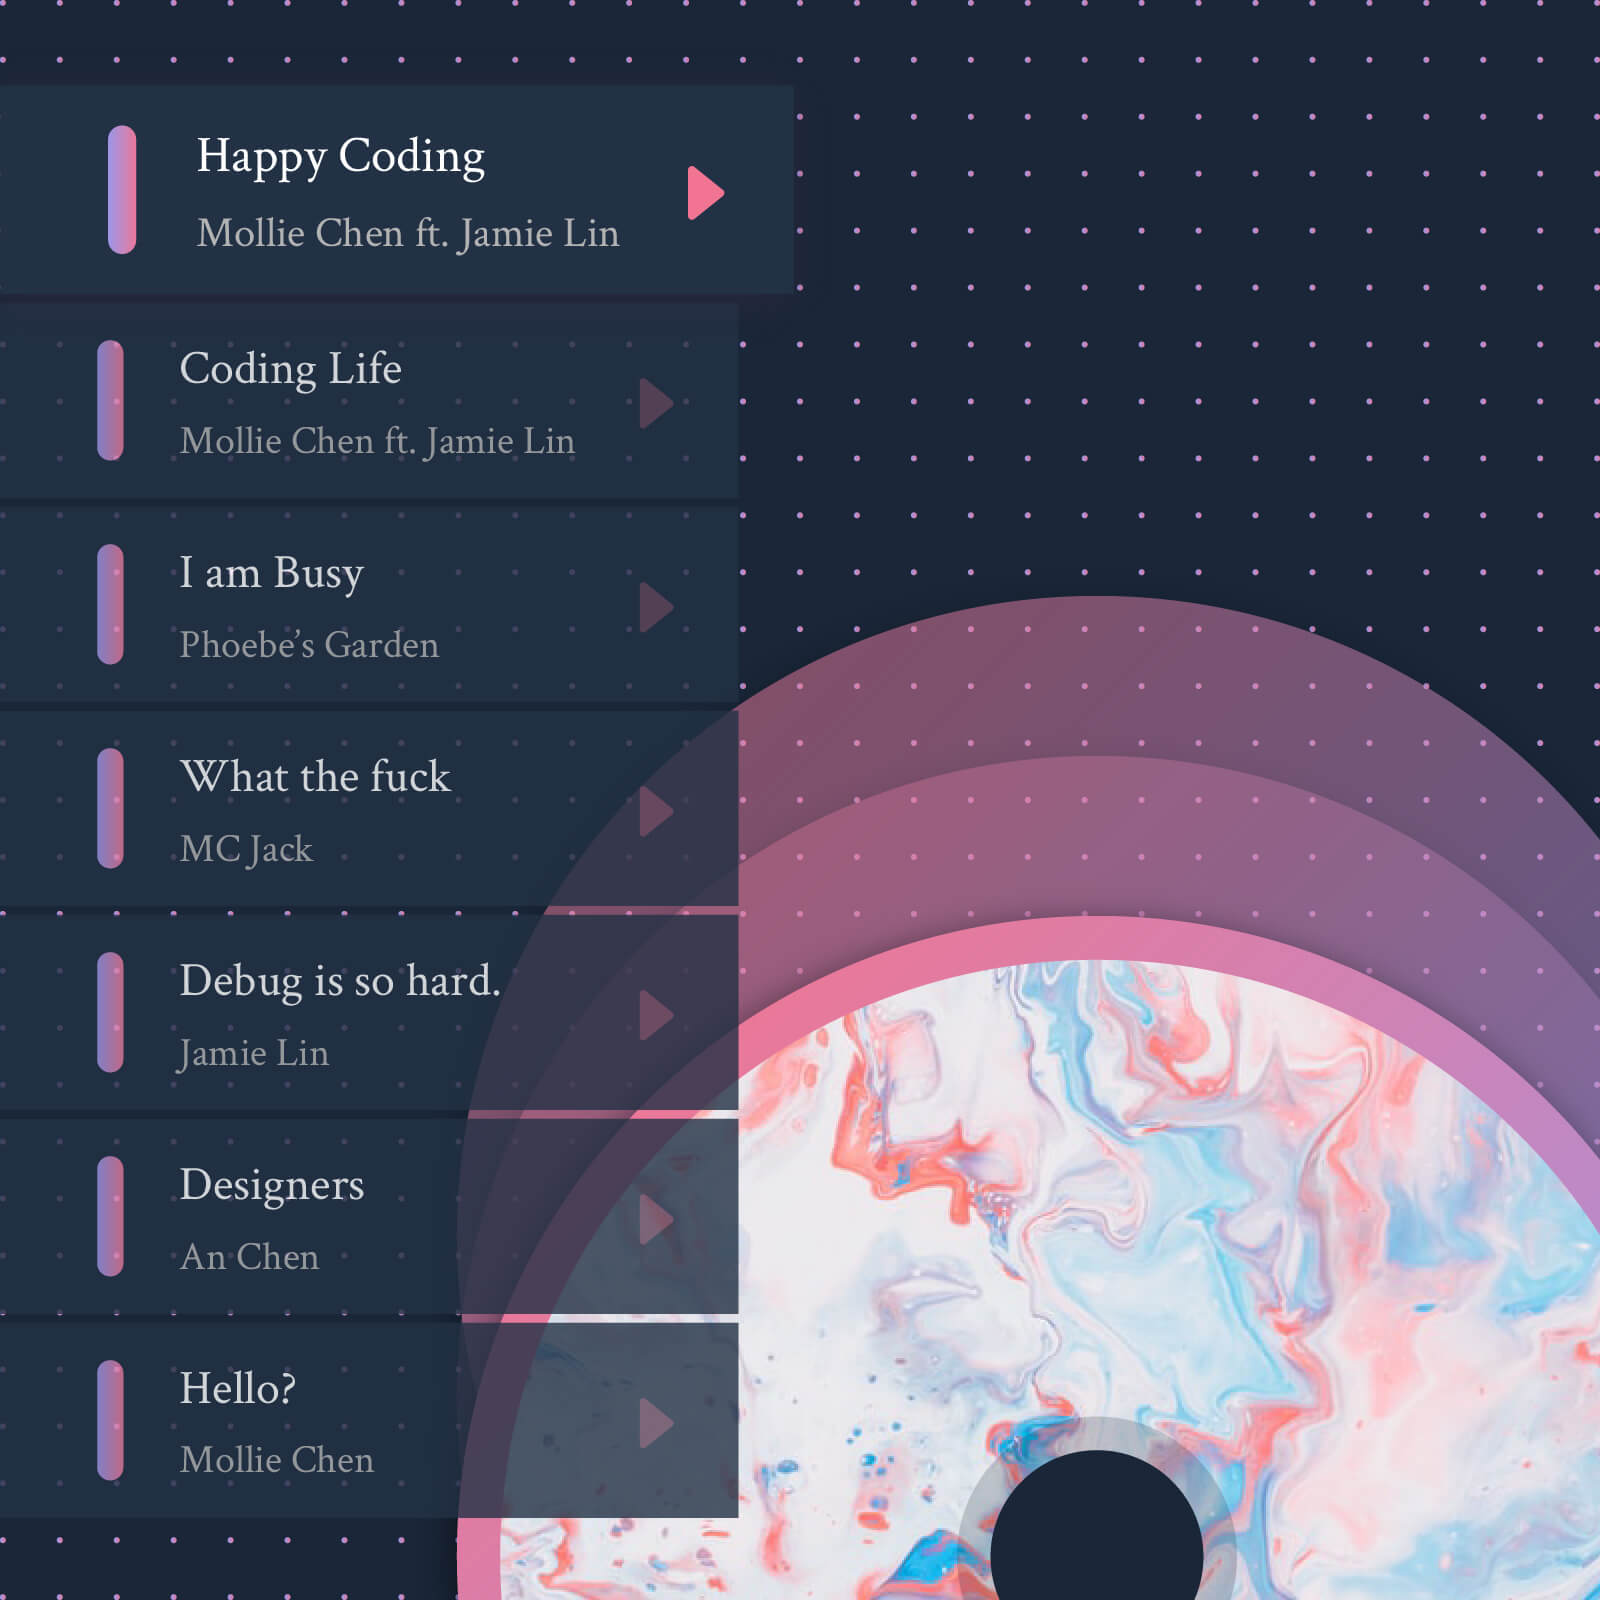 Happy Coding
Mollie Chen ft. Jamie Lin
Coding Life
Mollie Chen ft. Jamie Lin
I am Busy
Phoebe’s Garden
What the fuck
MC Jack
Debug is so hard.
Jamie Lin
Designers
An Chen
Hello?
Mollie Chen